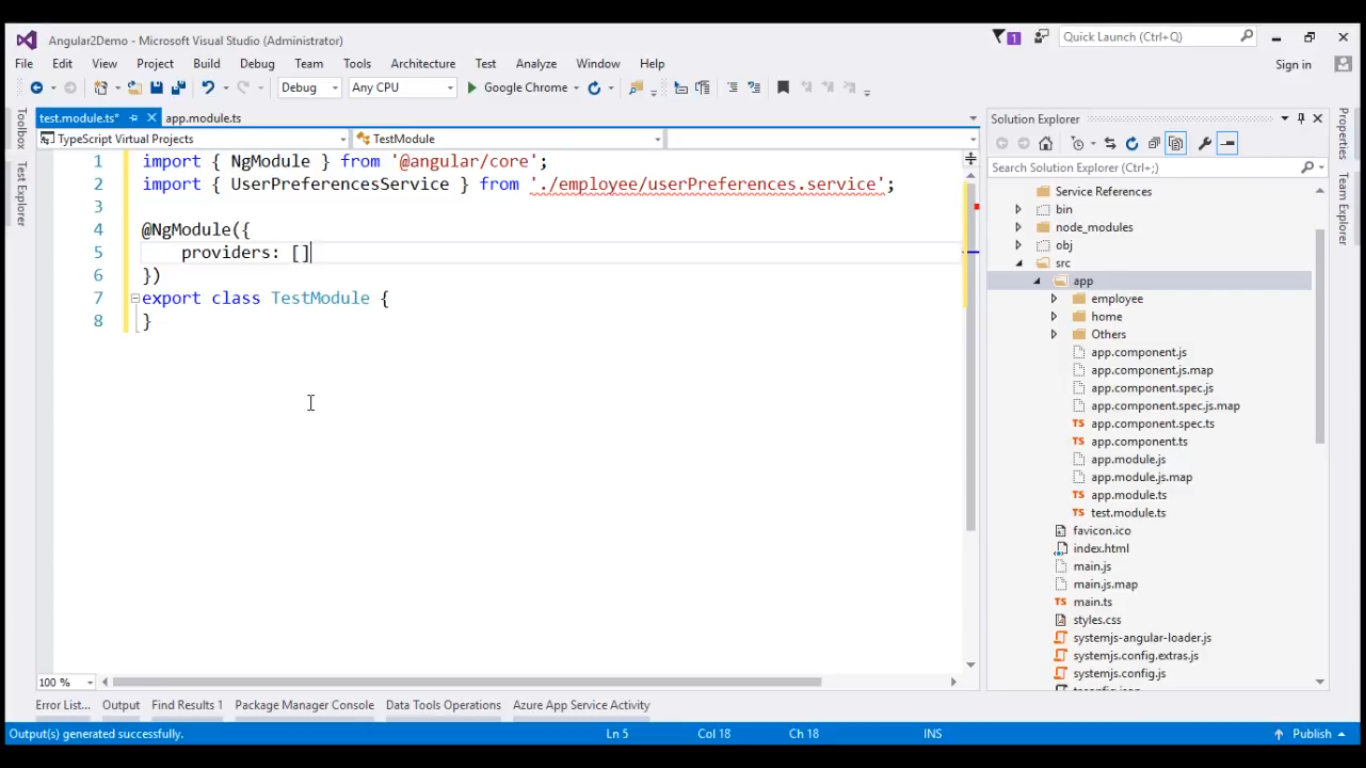 Angular2Demo - Microsoft Visual Studio (Administrator)
1
Quick Launch (Ctrl+Q)
File Edit View Project Build Debug Team Tools Architecture Test Analyze Window Help
Sign in
Debug Any CPU Google Chrome
test.module.ts* app.module.ts
TypeScript Virtual Projects TestModule
Toolbox
Test Explorer
1 import { NgModule } from '@angular/core';
2 import { UserPreferencesService } from './employee/userPreferences.service';
3
4 @NgModule({
5 providers: []
6 })
7 export class TestModule {
8 }
100 %
Solution Explorer
Search Solution Explorer (Ctrl+;)
Service References
bin
node_modules
obj
src
app
employee
home
Others
app.component.js
app.component.js.map
app.component.spec.js
app.component.spec.js.map
app.component.spec.ts
app.component.ts
app.module.js
app.module.js.map
app.module.ts
test.module.ts
favicon.ico
index.html
main.js
main.js.map
main.ts
styles.css
systemjs-angular-loader.js
systemjs.config.extras.js
systemjs.config.js
Properties
Team Explorer
Error List... Output Find Results 1 Package Manager Console Data Tools Operations Azure App Service Activity
Output(s) generated successfully. Ln 5 Col 18 Ch 18 INS Publish